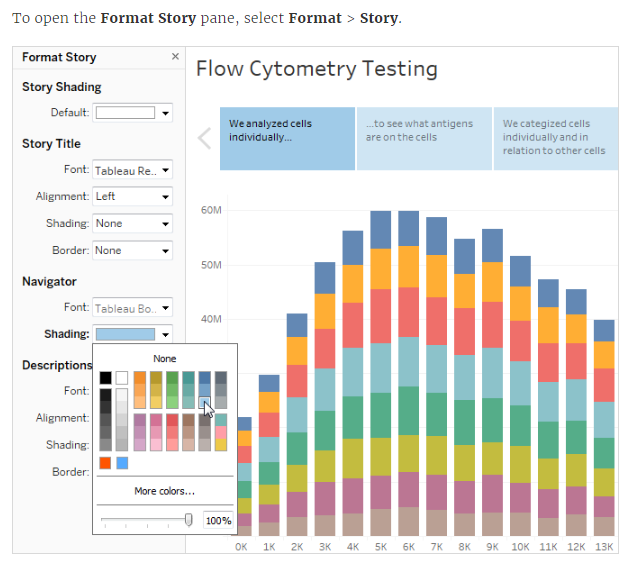 To open the Format Story pane, select Format > Story.
Format Story ×
Story Shading
Default:
Story Title
Font: Tableau Re..
Alignment: Left
Shading: None
Border: None
Navigator
Font: Tableau Bo..
Shading:
Descriptions
Font:
Alignment:
Shading:
Border:
None
More colors...
100%
Flow Cytometry Testing
We analyzed cells
individually...
...to see what antigens
are on the cells
We categized cells
individually and in
relation to other cells
60M
50M
40M
0K 1K 2K 3K 4K 5K 6K 7K 8K 9K 10K 11K 12K 13K